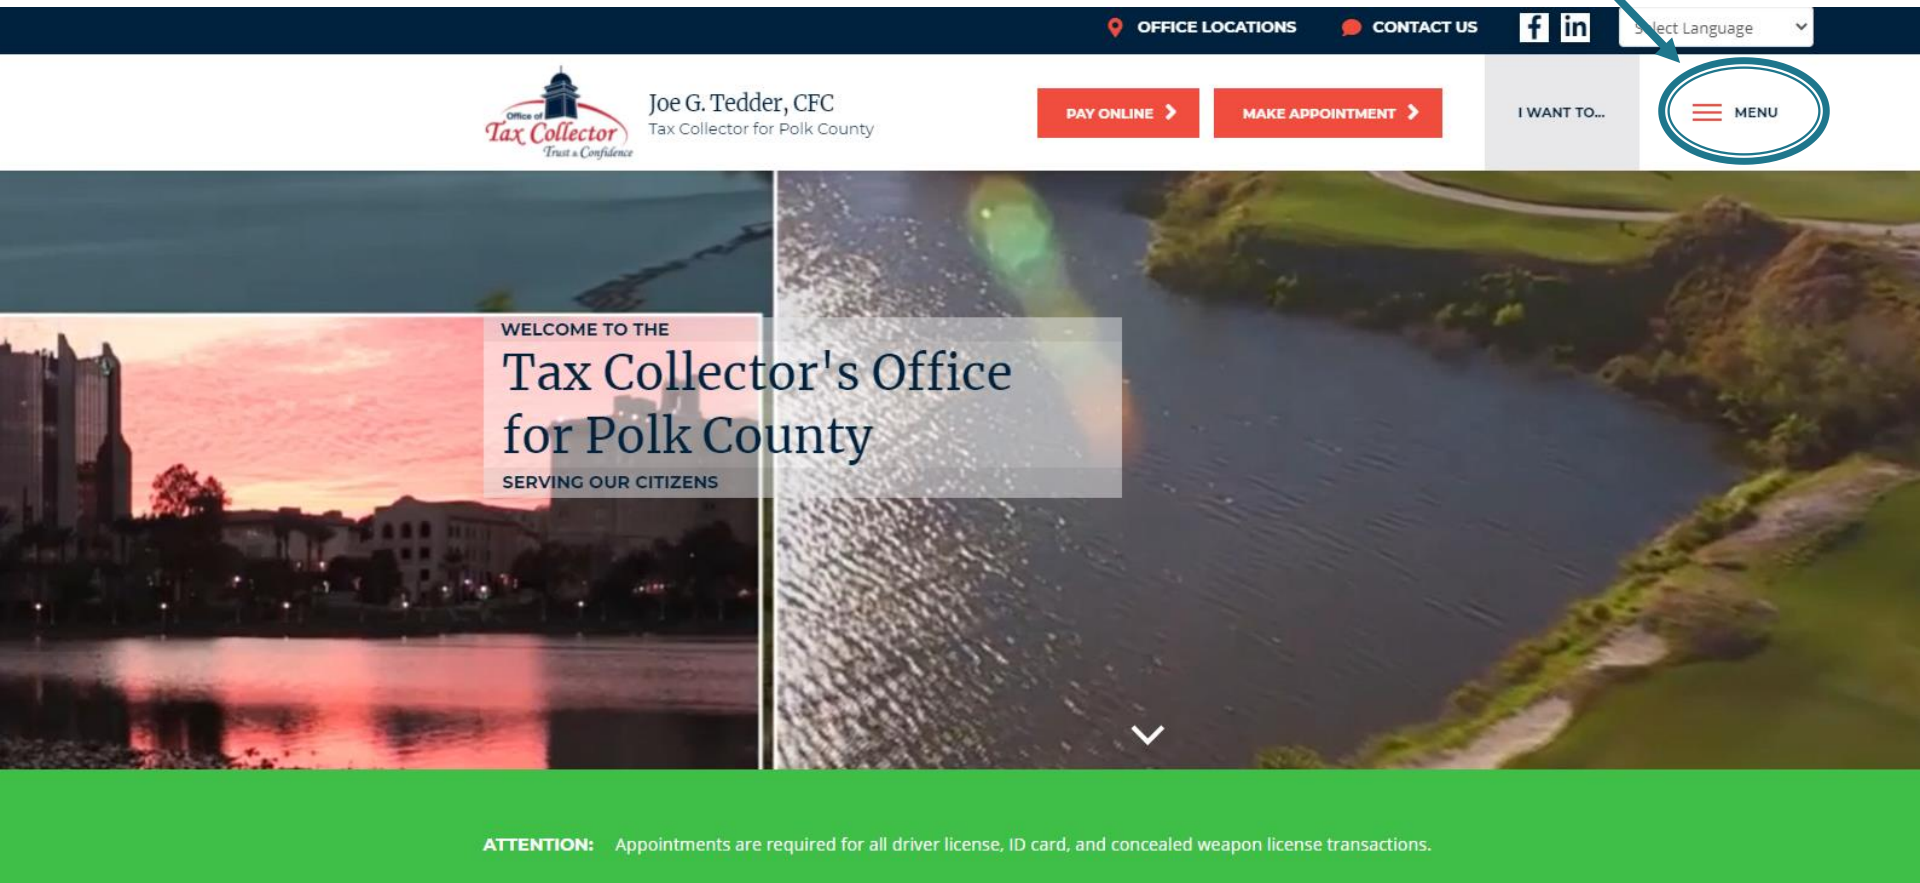 OFFICE LOCATIONS
CONTACT US
f in
Select Language
Office of
Tax Collector
Trust & Confidence
Joe G. Tedder, CFC
Tax Collector for Polk County
PAY ONLINE
MAKE APPOINTMENT
I WANT TO...
MENU
WELCOME TO THE
Tax Collector's Office
for Polk County
SERVING OUR CITIZENS
ATTENTION: Appointments are required for all driver license, ID card, and concealed weapon license transactions.